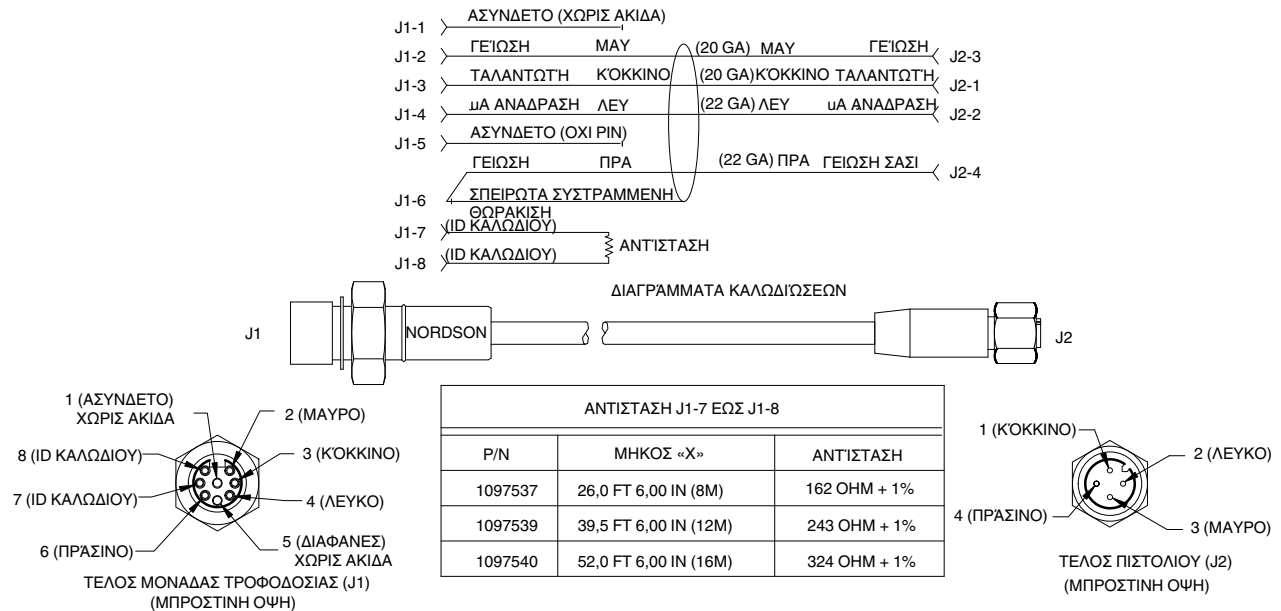 J1-1 ΑΣΥΝΔΕΤΟ (ΧΩΡΙΣ ΑΚΙΔΑ)
J1-2 ΓΕΊΩΣΗ ΜΑΥ (20 GA) ΜΑΥ ΓΕΊΩΣΗ J2-3
J1-3 ΤΑΛΑΝΤΩΤΉ ΚΌΚΚΙΝΟ (20 GA) ΚΌΚΚΙΝΟ ΤΑΛΑΝΤΩΤΉ J2-1
J1-4 uA ΑΝΑΔΡΑΣΗ ΛΕΥ (22 GA) ΛΕΥ uA ΑΝΑΔΡΑΣΗ J2-2
J1-5 ΑΣΥΝΔΕΤΟ (ΟΧΙ PIN)
ΓΕΙΩΣΗ ΠΡΑ (22 GA) ΠΡΑ ΓΕΙΩΣΗ ΣΑΣΙ J2-4
J1-6 ΣΠΕΙΡΩΤΑ ΣΥΣΤΡΑΜΜΕΝΗ
ΘΩΡΑΚΙΣΗ
J1-7 (ID ΚΑΛΩΔΙΟΥ)
ΑΝΤΊΣΤΑΣΗ
J1-8 (ID ΚΑΛΩΔΙΟΥ)
ΔΙΑΓΡΆΜΜΑΤΑ ΚΑΛΩΔΙΏΣΕΩΝ
J1 NORDSON J2
1 (ΑΣΥΝΔΕΤΟ)
ΧΩΡΙΣ ΑΚΙΔΑ
2 (ΜΑΥΡΟ)
8 (ID ΚΑΛΩΔΙΟΥ)
3 (ΚΌΚΚΙΝΟ)
7 (ID ΚΑΛΩΔΙΟΥ)
4 (ΛΕΥΚΟ)
6 (ΠΡΆΣΙΝΟ)
5 (ΔΙΑΦΑΝΕΣ)
ΧΩΡΙΣ ΑΚΙΔΑ
ΤΕΛΟΣ ΜΟΝΑΔΑΣ ΤΡΟΦΟΔΟΣΙΑΣ (J1)
(ΜΠΡΟΣΤΙΝΗ ΟΨΗ)
ΑΝΤΙΣΤΑΣΗ J1-7 ΕΩΣ J1-8
P/N ΜΗΚΟΣ «X» ΑΝΤΊΣΤΑΣΗ
1097537 26,0 FT 6,00 IN (8M) 162 OHM + 1%
1097539 39,5 FT 6,00 IN (12M) 243 OHM + 1%
1097540 52,0 FT 6,00 IN (16M) 324 OHM + 1%
1 (ΚΌΚΚΙΝΟ)
2 (ΛΕΥΚΟ)
4 (ΠΡΆΣΙΝΟ)
3 (ΜΑΥΡΟ)
ΤΕΛΟΣ ΠΙΣΤΟΛΙΟΥ (J2)
(ΜΠΡΟΣΤΙΝΗ ΟΨΗ)